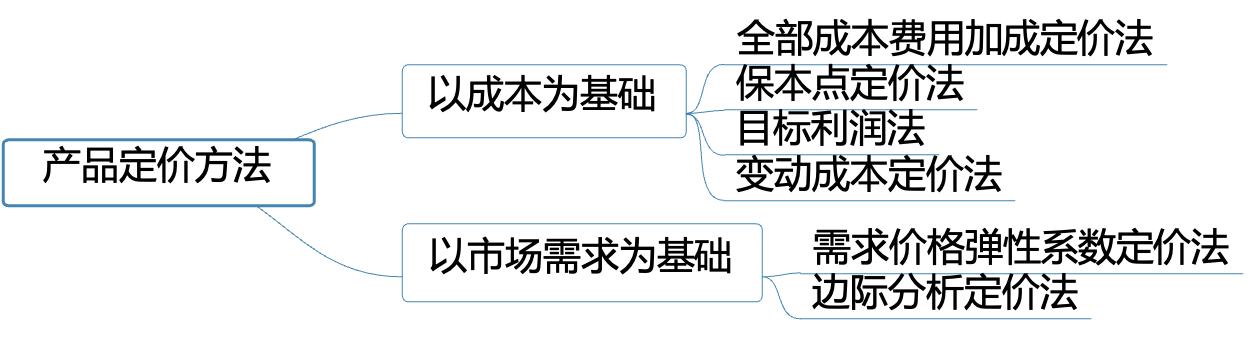 产品定价方法
以成本为基础
全部成本费用加成定价法
保本点定价法
目标利润法
变动成本定价法
以市场需求为基础
需求价格弹性系数定价法
边际分析定价法